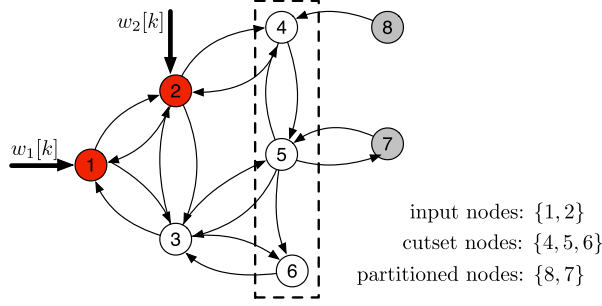 w₂[k]
4
8
2
w₁[k]
1
5
7
3
6
input nodes: {1, 2}
cutset nodes: {4, 5, 6}
partitioned nodes: {8, 7}